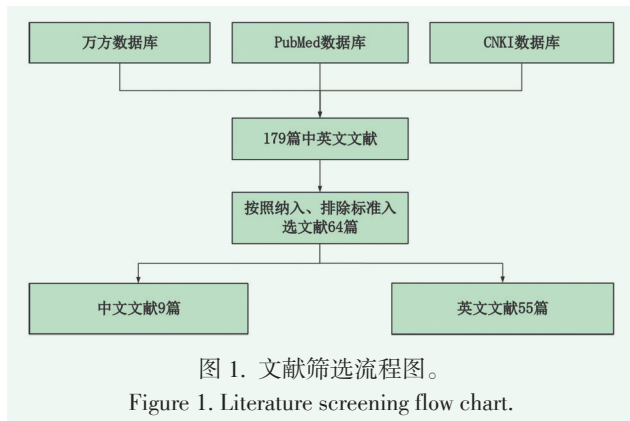 万方数据库
PubMed数据库
CNKI数据库
179篇中英文文献
按照纳入、排除标准入
选文献64篇
中文文献9篇
英文文献55篇
图 1. 文献筛选流程图。
Figure 1. Literature screening flow chart.